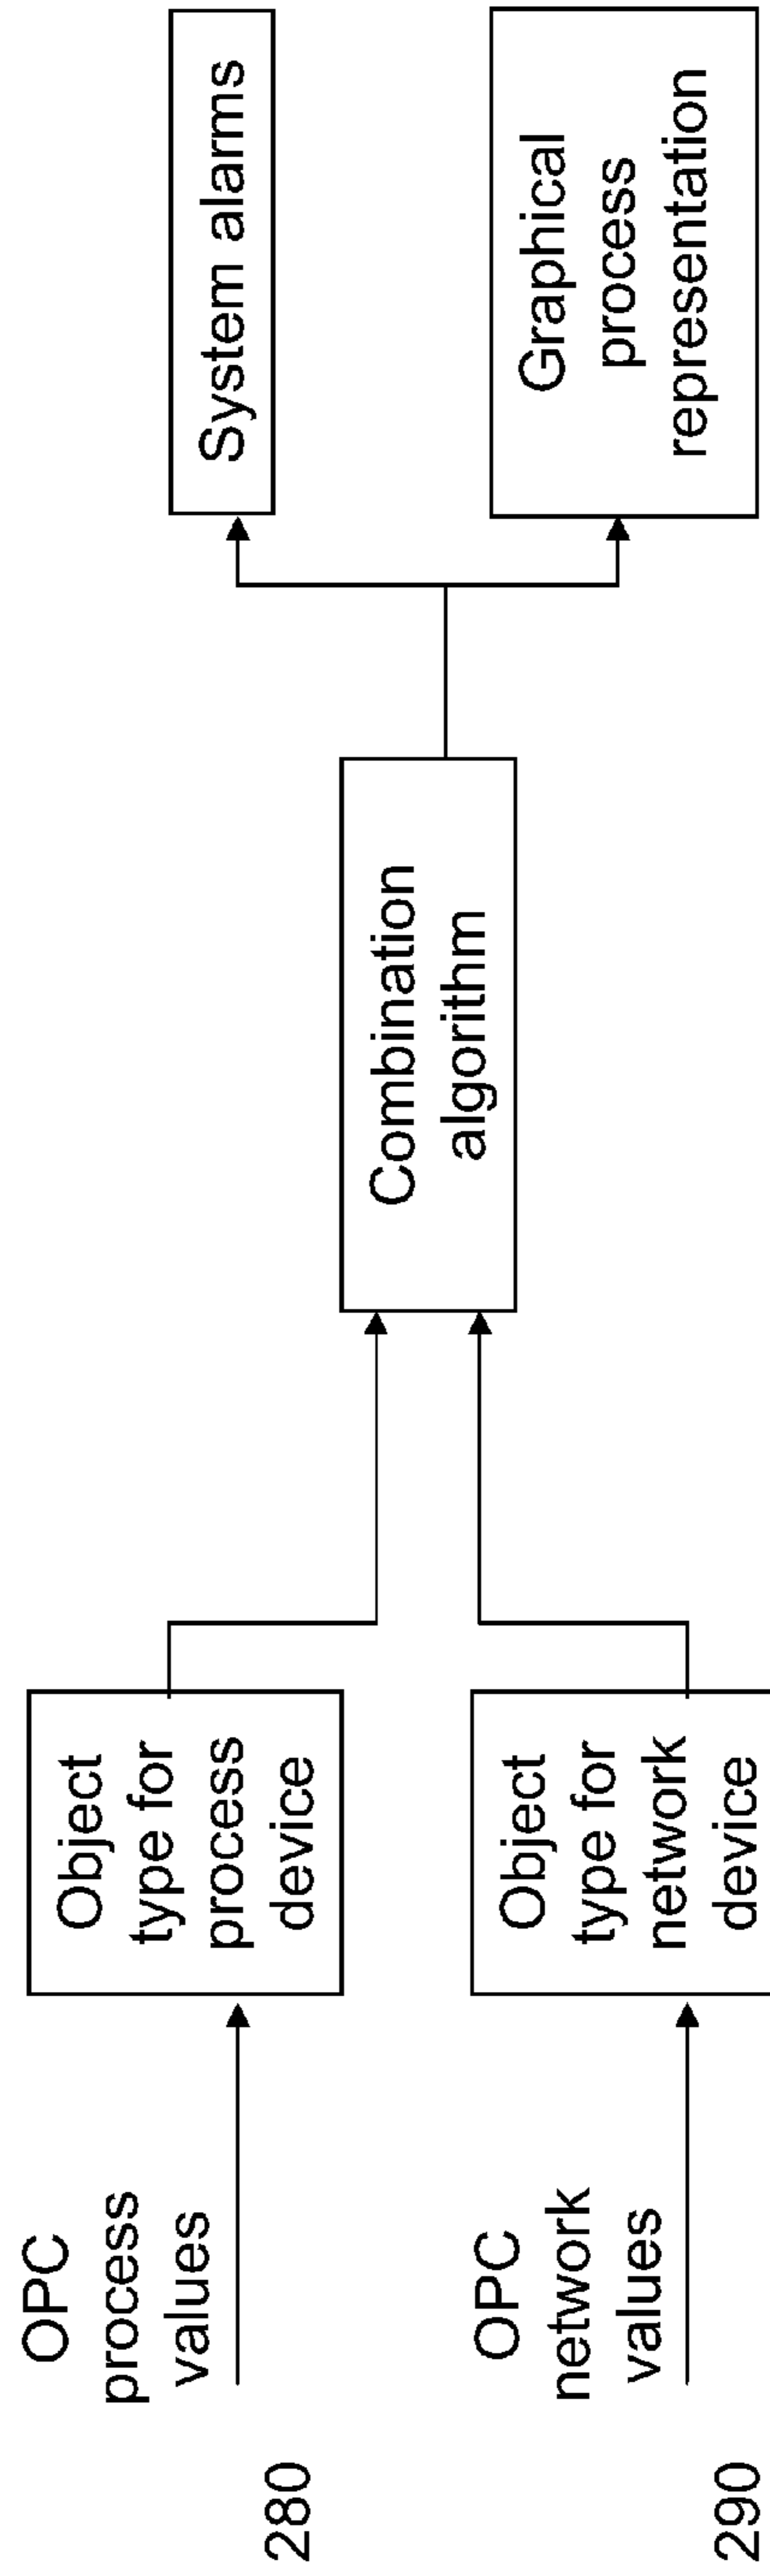 OPC
process
values
280
Object
type for
process
device
OPC
network
values
290
Object
type for
network
device
Combination
algorithm
System alarms
Graphical
process
representation